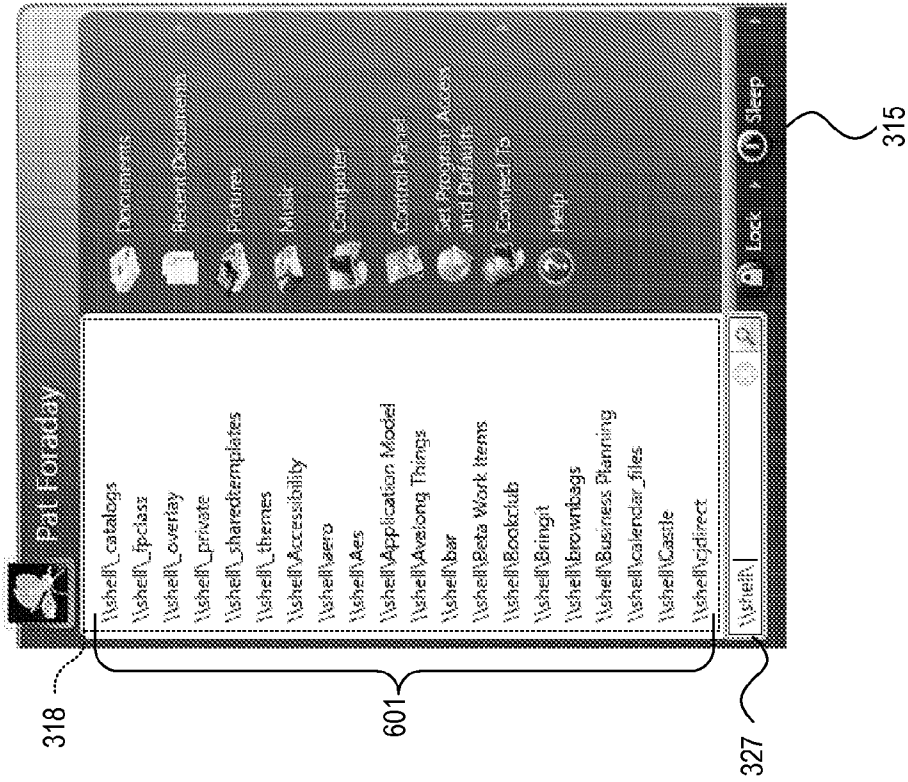 Pat Foraday
\\shell\_catalogs
\\shell\_fpclass
\\shell\_overlay
\\shell\_private
\\shell\_sharedtemplates
\\shell\_themes
\\shell\Accessibility
\\shell\aero
\\shell\Aes
\\shell\Application Model
\\shell\Avalong Things
\\shell\bar
\\shell\Beta Work Items
\\shell\Bookclub
\\shell\Bringit
\\shell\brownbags
\\shell\Business Planning
\\shell\calendar_files
\\shell\Castle
\\shell\cjdirect
\\shell\
Documents
Recent Documents
Pictures
Music
Computer
Control Panel
Set Program Access
and Defaults
Connect To
Help
Lock
Sleep
318
601
327
315